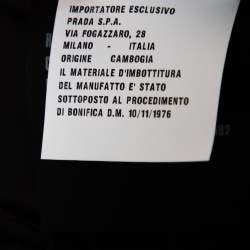 IMPORTATORE ESCLUSIVO
PRADA S.P.A.
VIA FOGAZZARO, 28
MILANO - ITALIA
ORIGINE CAMBOGIA
IL MATERIALE D'IMBOTTITURA
DEL MANUFATTO E' STATO
SOTTOPOSTO AL PROCEDIMENTO
DI BONIFICA D.M. 10/11/1976